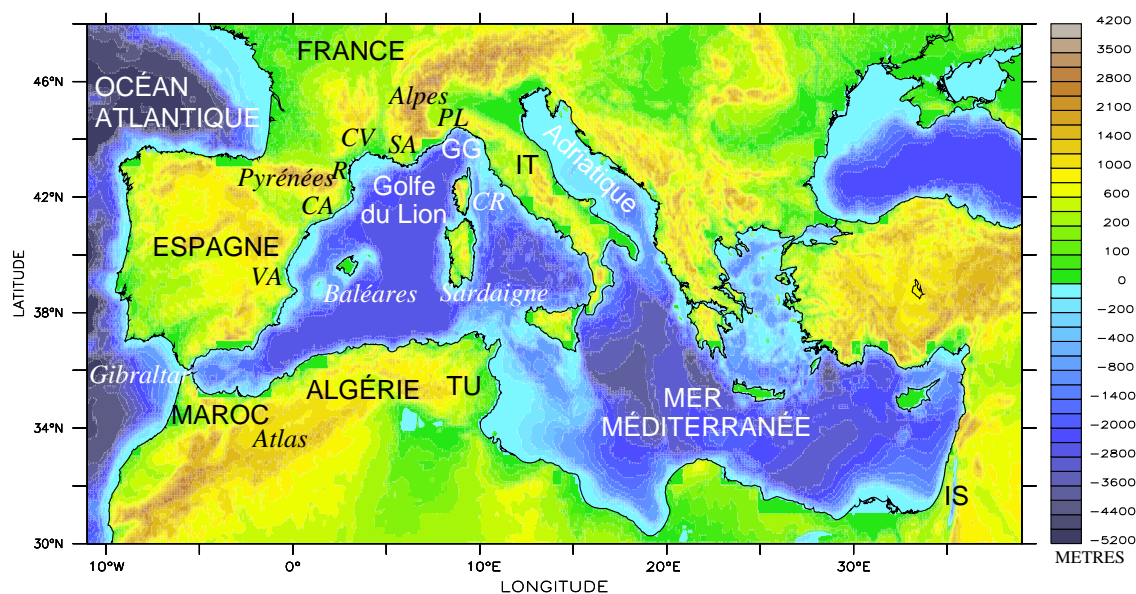 FRANCE
46°N
OCÉAN
ATLANTIQUE
Alpes
PL
CV
SA
GG
Adriatique
R
IT
Pyrénées
Golfe
du Lion
CA
CR
42°N
ESPAGNE
VA
Baléares
Sardaigne
38°N
Gibraltar
ALGÉRIE
TU
MAROC
MER
MÉDITERRANÉE
Atlas
34°N
IS
30°N
10°W
0°
10°E
20°E
30°E
LATITUDE
LONGITUDE
4200
3500
2800
2100
1400
1000
600
200
100
0
−200
−800
−1400
−2000
−2800
−3600
−4400
−5200
METRES